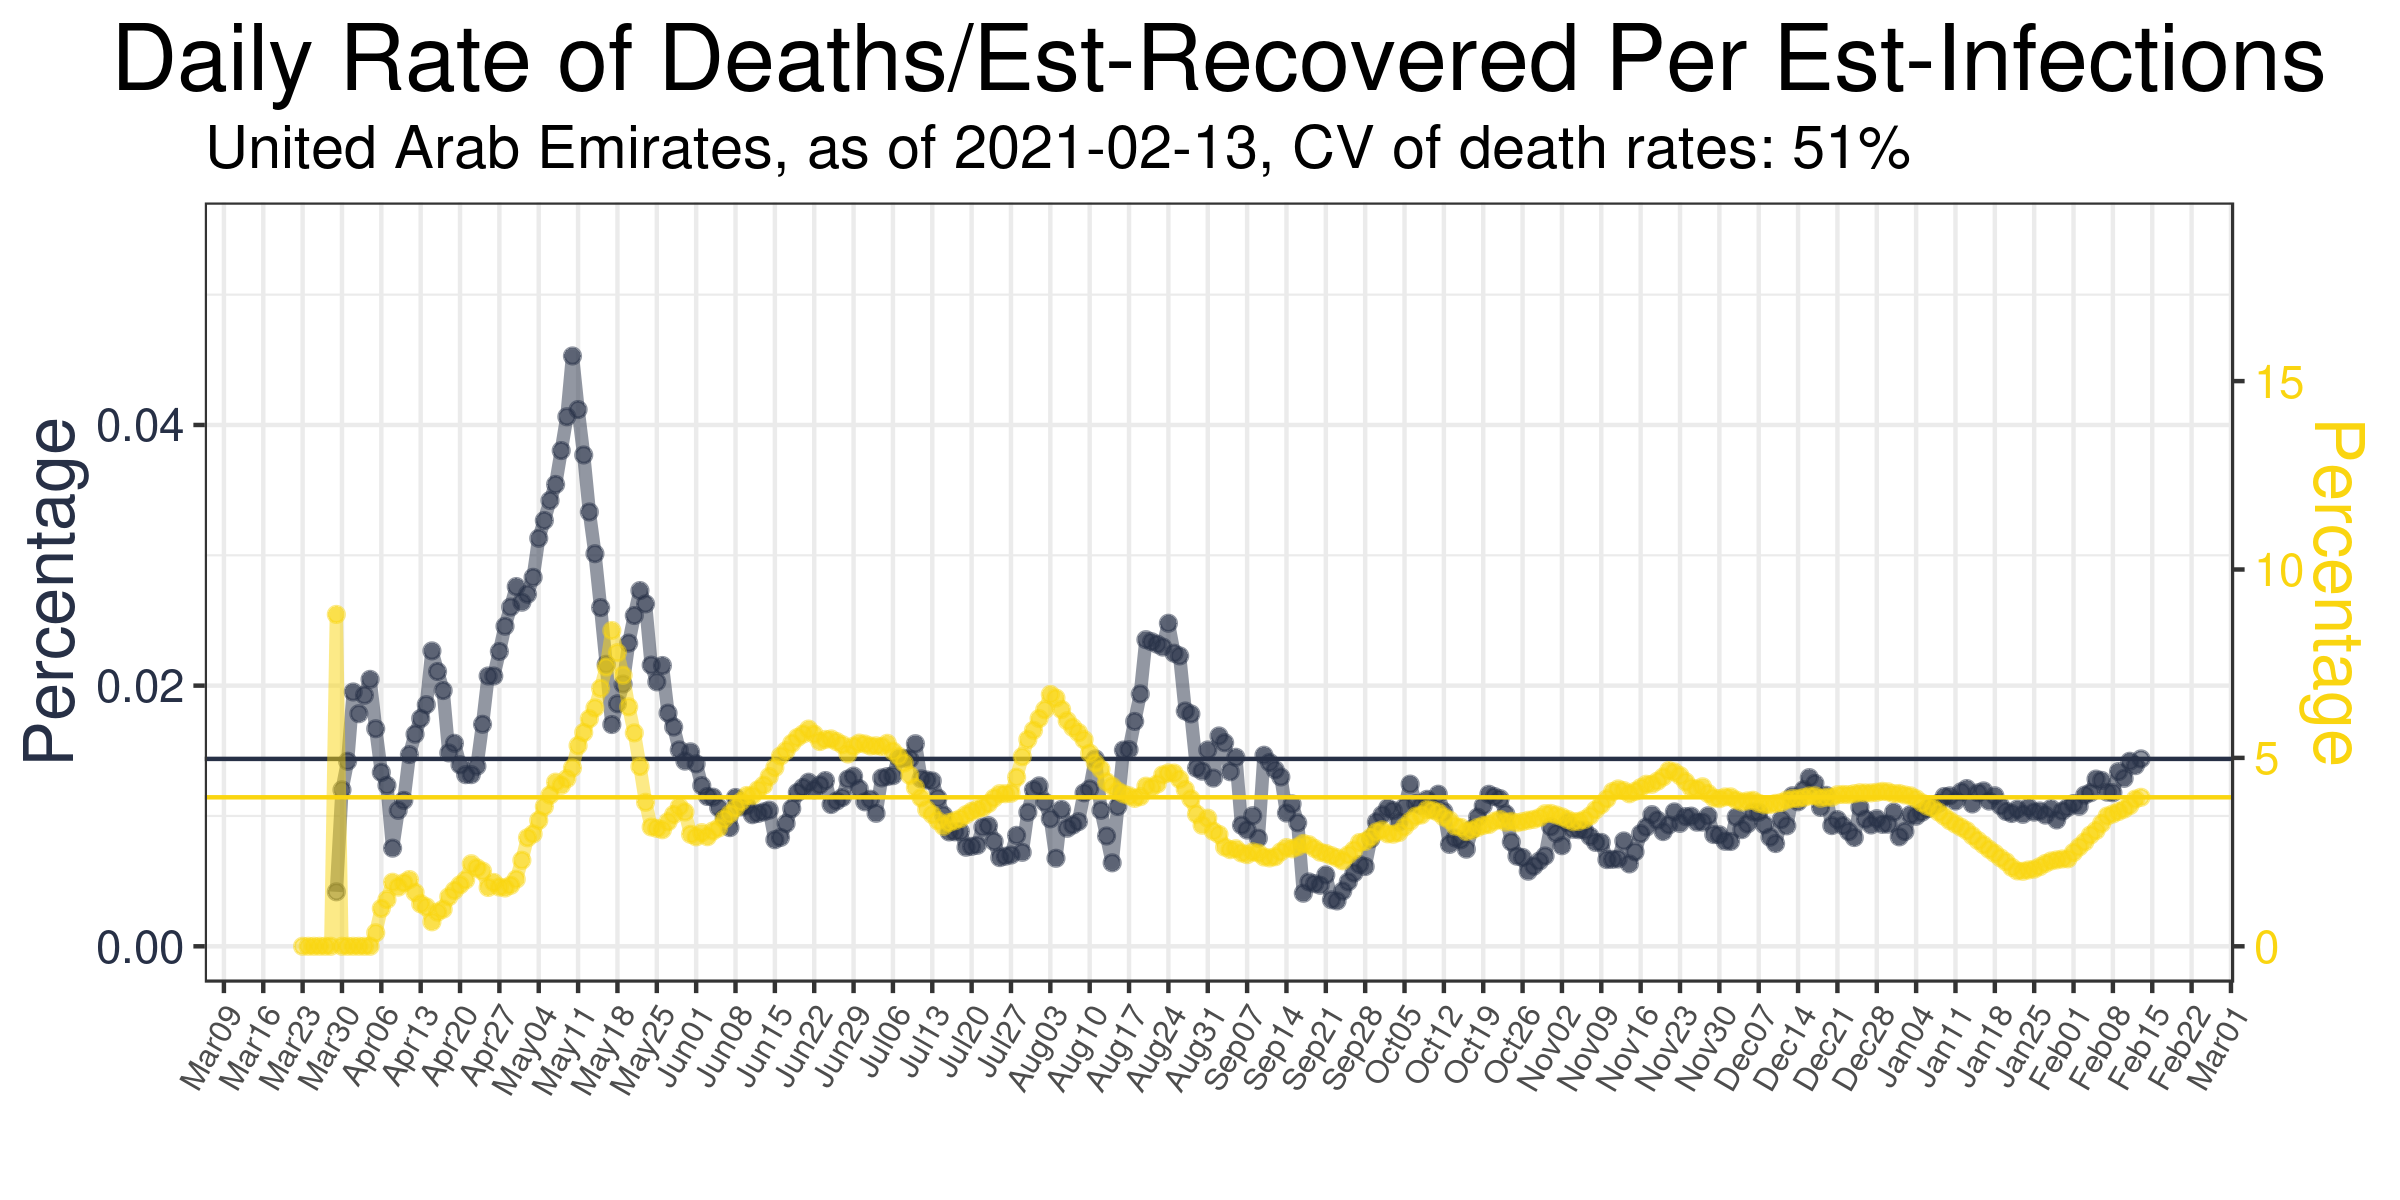 Daily Rate of Deaths/Est-Recovered Per Est-Infections
United Arab Emirates, as of 2021-02-13, CV of death rates: 51%
Percentage
0.04
0.02
0.00
15
10
5
0
Percentage
Mar09
Mar16
Mar23
Mar30
Apr06
Apr13
Apr20
Apr27
May04
May11
May18
May25
Jun01
Jun08
Jun15
Jun22
Jun29
Jul06
Jul13
Jul20
Jul27
Aug03
Aug10
Aug17
Aug24
Aug31
Sep07
Sep14
Sep21
Sep28
Oct05
Oct12
Oct19
Oct26
Nov02
Nov09
Nov16
Nov23
Nov30
Dec07
Dec14
Dec21
Dec28
Jan04
Jan11
Jan18
Jan25
Feb01
Feb08
Feb15
Feb22
Mar01